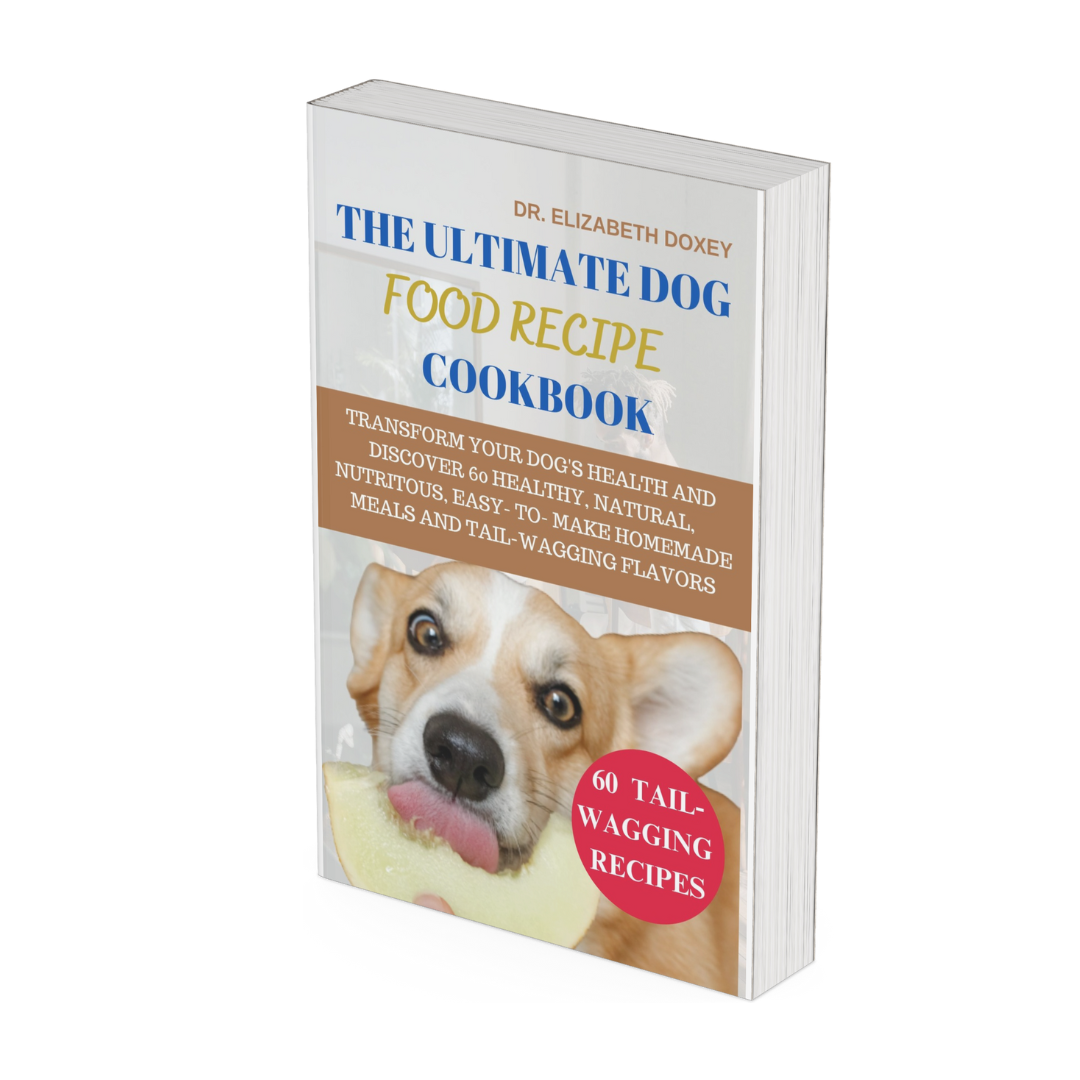 DR. ELIZABETH DOXEY
THE ULTIMATE DOG
FOOD RECIPE
COOKBOOK
TRANSFORM YOUR DOG'S HEALTH AND
DISCOVER 60 HEALTHY, NATURAL,
NUTRITOUS, EASY- TO- MAKE HOMEMADE
MEALS AND TAIL-WAGGING FLAVORS
60 TAIL-
WAGGING
RECIPES